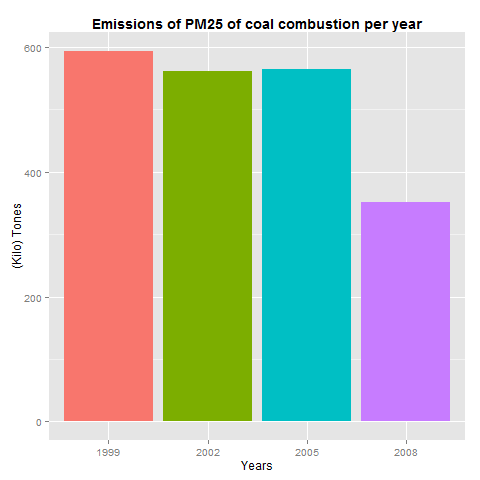 Emissions of PM25 of coal combustion per year
600
400
200
0
(Kilo) Tones
1999 2002 2005 2008
Years